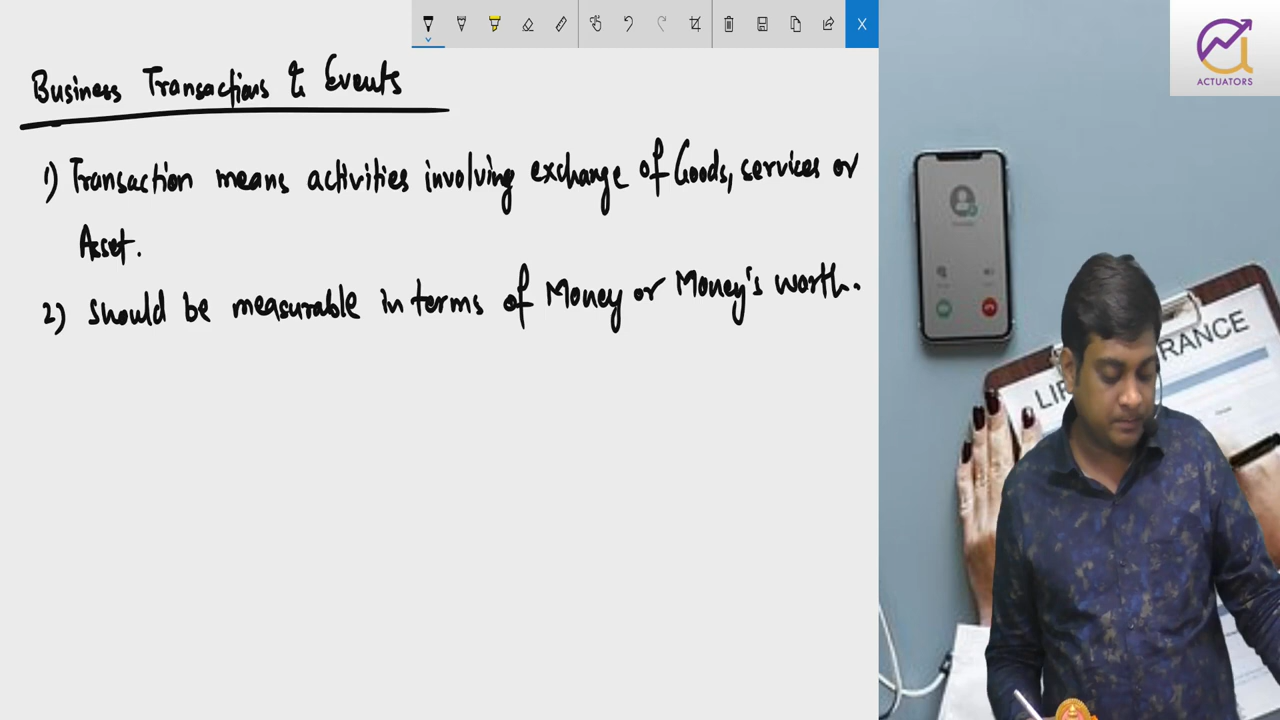 Business Transactions & Events
1) Transaction means activities involving exchange of Goods, services or
Asset.
2) Should be measurable in terms of Money or Money's worth.
X
ACTUATORS
LIF
RANCE